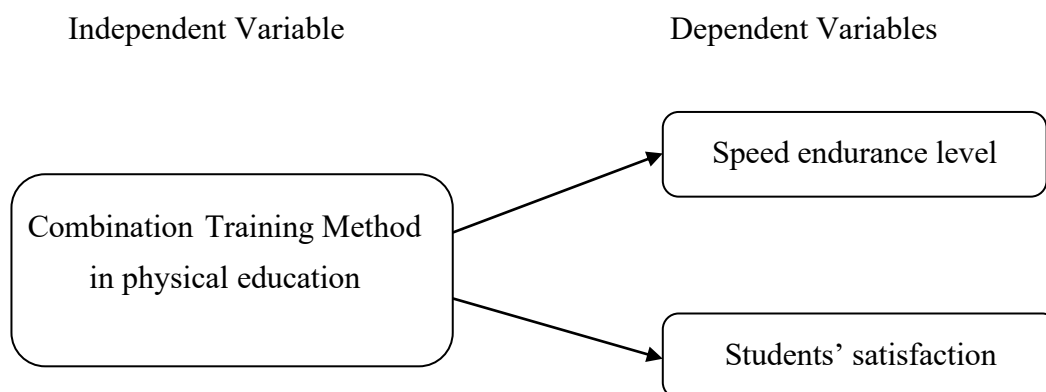 Independent Variable
Dependent Variables
Speed endurance level
Combination Training Method
in physical education
Students’ satisfaction